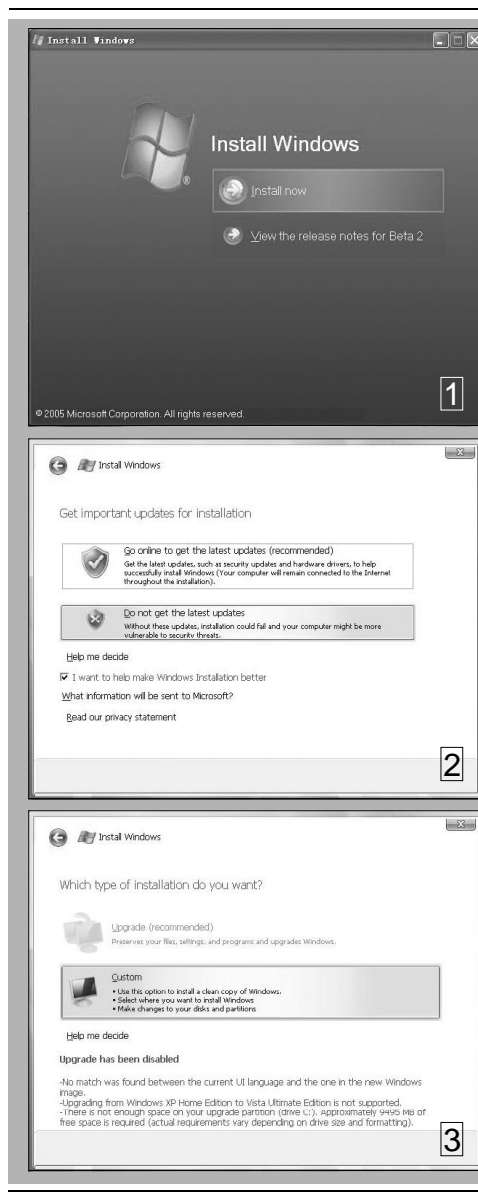 Install Windows
Install Windows
Install now
View the release notes for Beta 2
© 2005 Microsoft Corporation. All rights reserved.
1
Install Windows
Get important updates for installation
Go online to get the latest updates (recommended)
Get the latest updates, such as security updates and hardware drivers, to help
successfully install Windows (Your computer will remain connected to the Internet
throughout the installation).
Do not get the latest updates
Without these updates, installation could fail and your computer might be more
vulnerable to security threats.
Help me decide
I want to help make Windows Installation better
What information will be sent to Microsoft?
Read our privacy statement
2
Install Windows
Which type of installation do you want?
Upgrade (recommended)
Preserves your files, settings, and programs and upgrades Windows.
Custom
• Use this option to install a clean copy of Windows.
• Select where you want to install Windows
• Make changes to your disks and partitions
Help me decide
Upgrade has been disabled
-No match was found between the current UI language and the one in the new Windows
image.
-Upgrading from Windows XP Home Edition to Vista Ultimate Edition is not supported.
-There is not enough space on your upgrade partition (drive C:). Approximately 9495 MB of
free space is required (actual requirements vary depending on drive size and formatting).
3